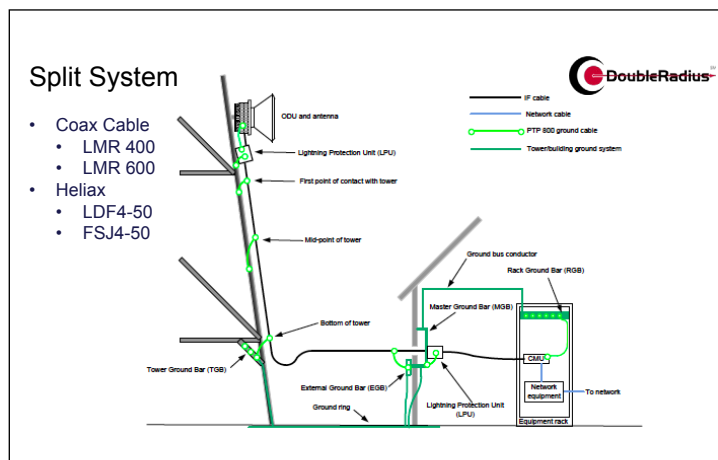 Split System
• Coax Cable
• LMR 400
• LMR 600
• Heliax
• LDF4-50
• FSJ4-50
DoubleRadius
SM
IF cable
Network cable
PTP 800 ground cable
Tower/building ground system
ODU and antenna
Lightning Protection Unit (LPU)
First point of contact with tower
Mid-point of tower
Ground bus conductor
Rack Ground Bar (RGB)
Master Ground Bar (MGB)
Bottom of tower
Tower Ground Bar (TGB)
External Ground Bar (EGB)
Lightning Protection Unit
(LPU)
Ground ring
CMU
Network
equipment
To network
Equipment rack